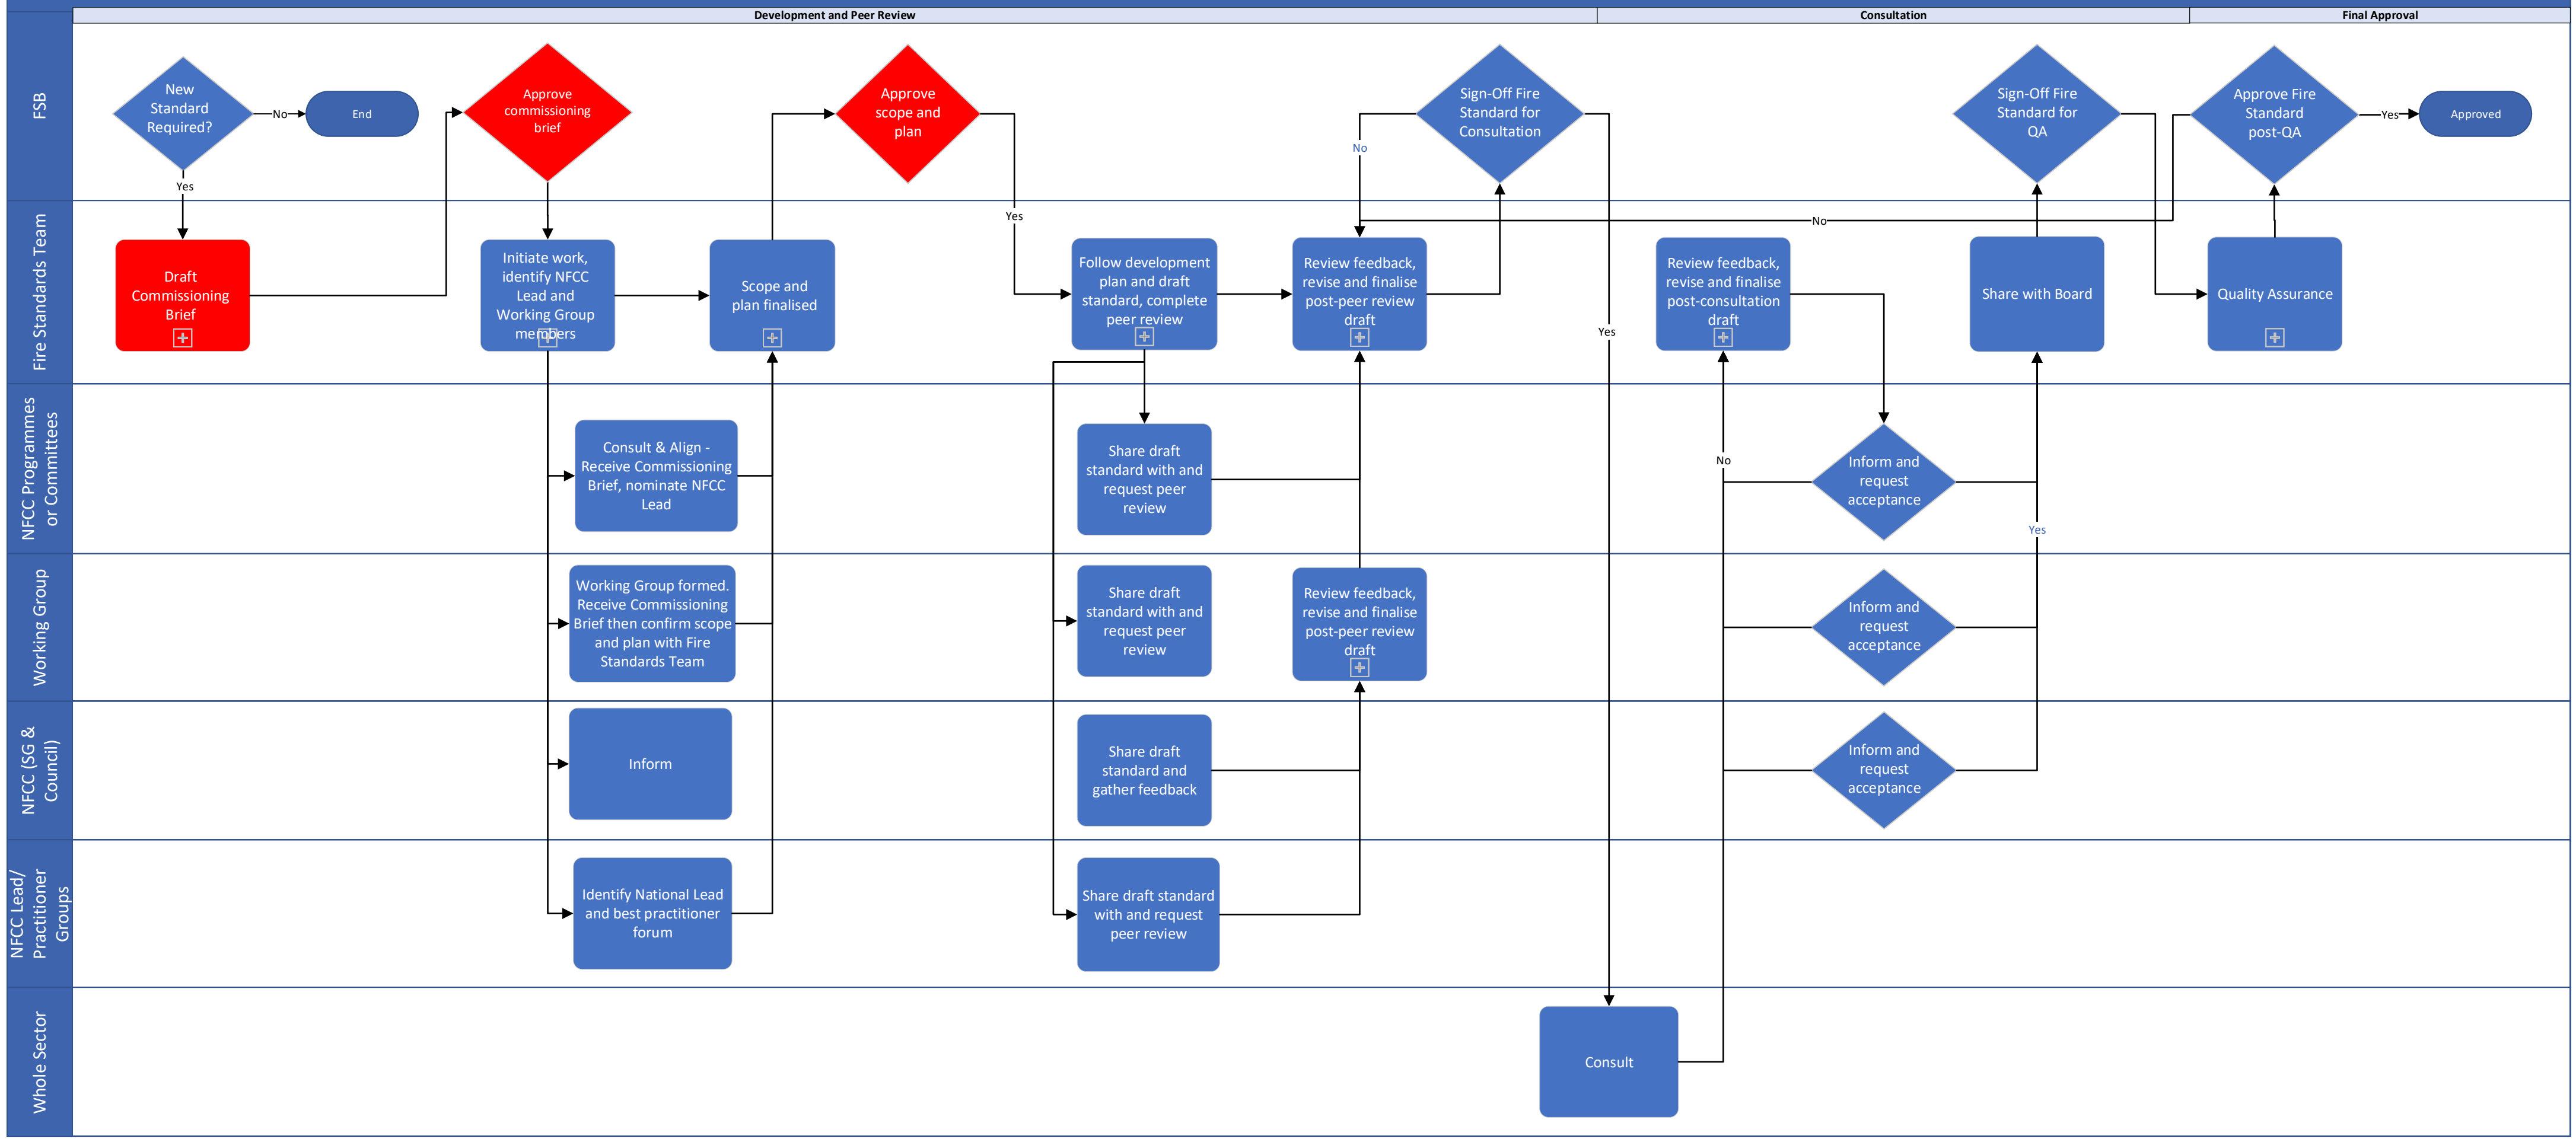 Development and Peer Review
Consultation
Final Approval
FSB
New
Standard
Required?
No
End
Yes
Approve
commissioning
brief
Approve
scope and
plan
Yes
No
Sign-Off Fire
Standard for
Consultation
Yes
Sign-Off Fire
Standard for
QA
Approve Fire
Standard
post-QA
Yes
Approved
No
Fire Standards Team
Draft
Commissioning
Brief
Initiate work,
identify NFCC
Lead and
Working Group
members
Scope and
plan finalised
Follow development
plan and draft
standard, complete
peer review
Review feedback,
revise and finalise
post-peer review
draft
Review feedback,
revise and finalise
post-consultation
draft
Share with Board
Quality Assurance
NFCC Programmes
or Committees
Consult & Align -
Receive Commissioning
Brief, nominate NFCC
Lead
Share draft
standard with and
request peer
review
No
Inform and
request
acceptance
Yes
Working Group
Working Group formed.
Receive Commissioning
Brief then confirm scope
and plan with Fire
Standards Team
Share draft
standard with and
request peer
review
Review feedback,
revise and finalise
post-peer review
draft
Inform and
request
acceptance
NFCC (SG &
Council)
Inform
Share draft
standard and
gather feedback
Inform and
request
acceptance
NFCC Lead/
Practitioner
Groups
Identify National Lead
and best practitioner
forum
Share draft standard
with and request
peer review
Whole Sector
Consult